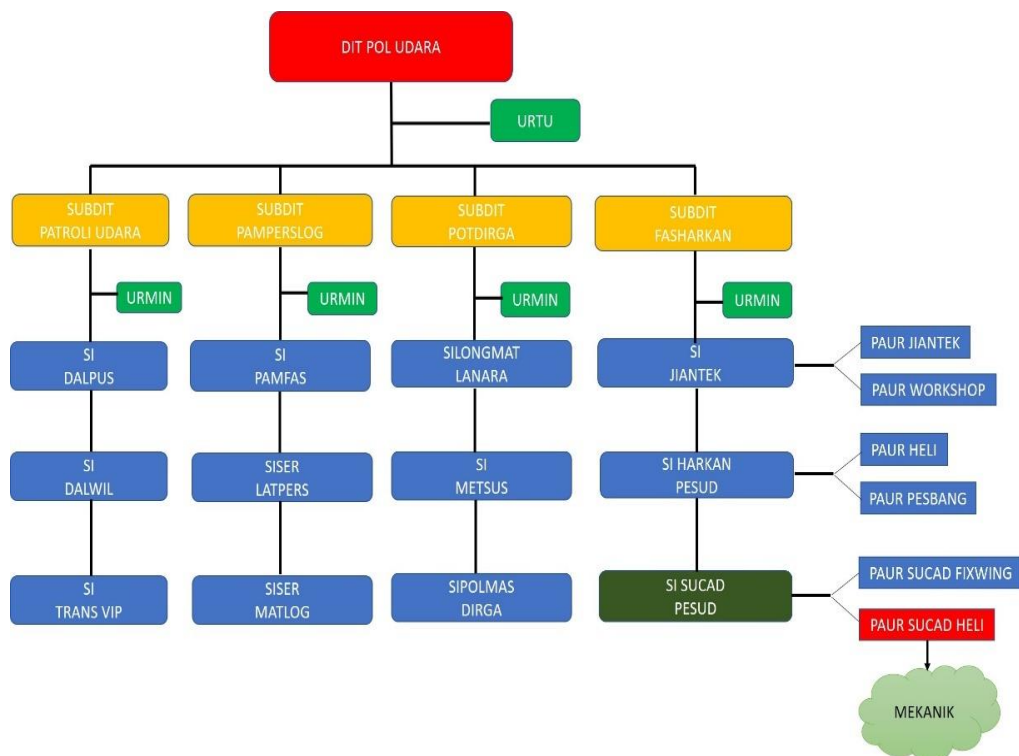 DIT POL UDARA
URTU
SUBDIT
PATROLI UDARA
SUBDIT
PAMPERSLOG
SUBDIT
POTDIRGA
SUBDIT
FASHARKAN
URMIN
URMIN
URMIN
URMIN
SI
DALPUS
SI
PAMFAS
SILONGMAT
LANARA
SI
JIANTEK
PAUR JIANTEK
PAUR WORKSHOP
SI
DALWIL
SISER
LATPERS
SI
METSUS
SI HARKAN
PESUD
PAUR HELI
PAUR PESBANG
SI
TRANS VIP
SISER
MATLOG
SIPOLMAS
DIRGA
SI SUCAD
PESUD
PAUR SUCAD FIXWING
PAUR SUCAD HELI
MEKANIK